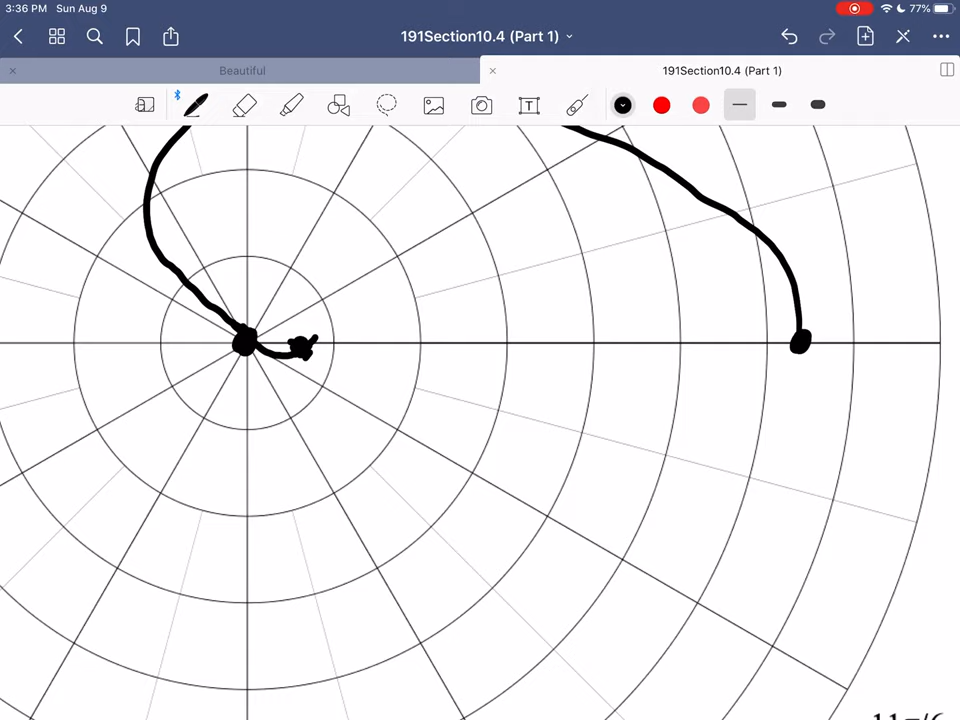 3:36 PM Sun Aug 9
77%
191Section10.4 (Part 1)
Beautiful
191Section10.4 (Part 1)
T